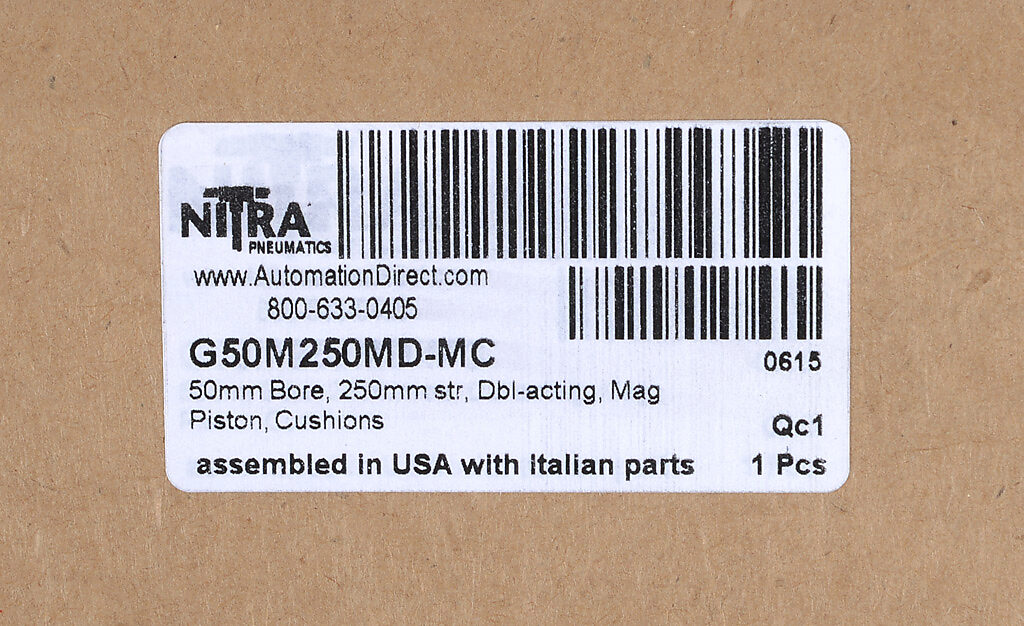 NITRA
PNEUMATICS
www.AutomationDirect.com
800-633-0405
G50M250MD-MC
0615
50mm Bore, 250mm str, Dbl-acting, Mag
Piston, Cushions
Qc1
assembled in USA with Italian parts
1 Pcs